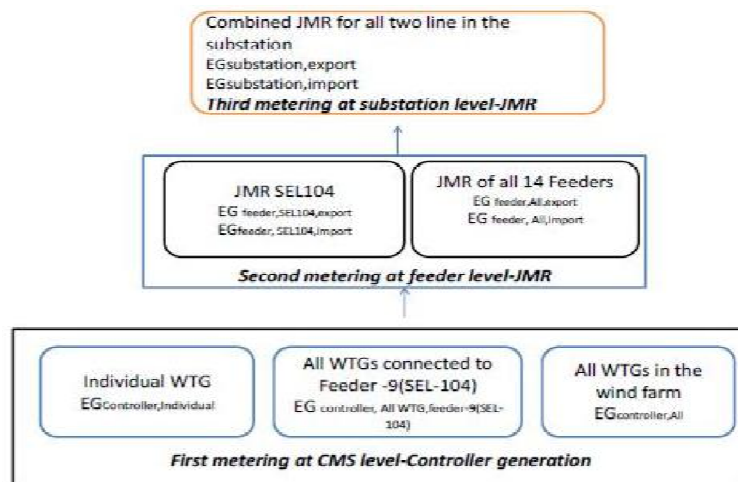 Combined JMR for all two line in the
substation
EGsubstation,export
EGsubstation,import
Third metering at substation level-JMR
JMR SEL104
EG feeder,SEL104,export
EGfeeder, SEL104,import
JMR of all 14 Feeders
EG feeder,All,export
EG feeder, All,import
Second metering at feeder level-JMR
Individual WTG
EGController,Individual
All WTGs connected to
Feeder -9(SEL-104)
EG controller, All WTG,feeder-9(SEL-
104)
All WTGs in the
wind farm
EGcontroller,All
First metering at CMS level-Controller generation